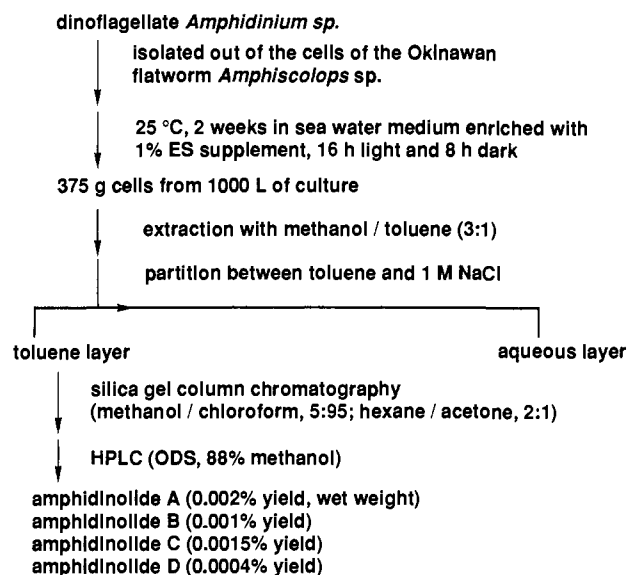 dinoflagellate Amphidinium sp.
isolated out of the cells of the Okinawan
flatworm Amphiscolops sp.
25 °C, 2 weeks in sea water medium enriched with
1% ES supplement, 16 h light and 8 h dark
375 g cells from 1000 L of culture
extraction with methanol / toluene (3:1)
partition between toluene and 1 M NaCl
toluene layer
aqueous layer
silica gel column chromatography
(methanol / chloroform, 5:95; hexane / acetone, 2:1)
HPLC (ODS, 88% methanol)
amphidinolide A (0.002% yield, wet weight)
amphidinolide B (0.001% yield)
amphidinolide C (0.0015% yield)
amphidinolide D (0.0004% yield)